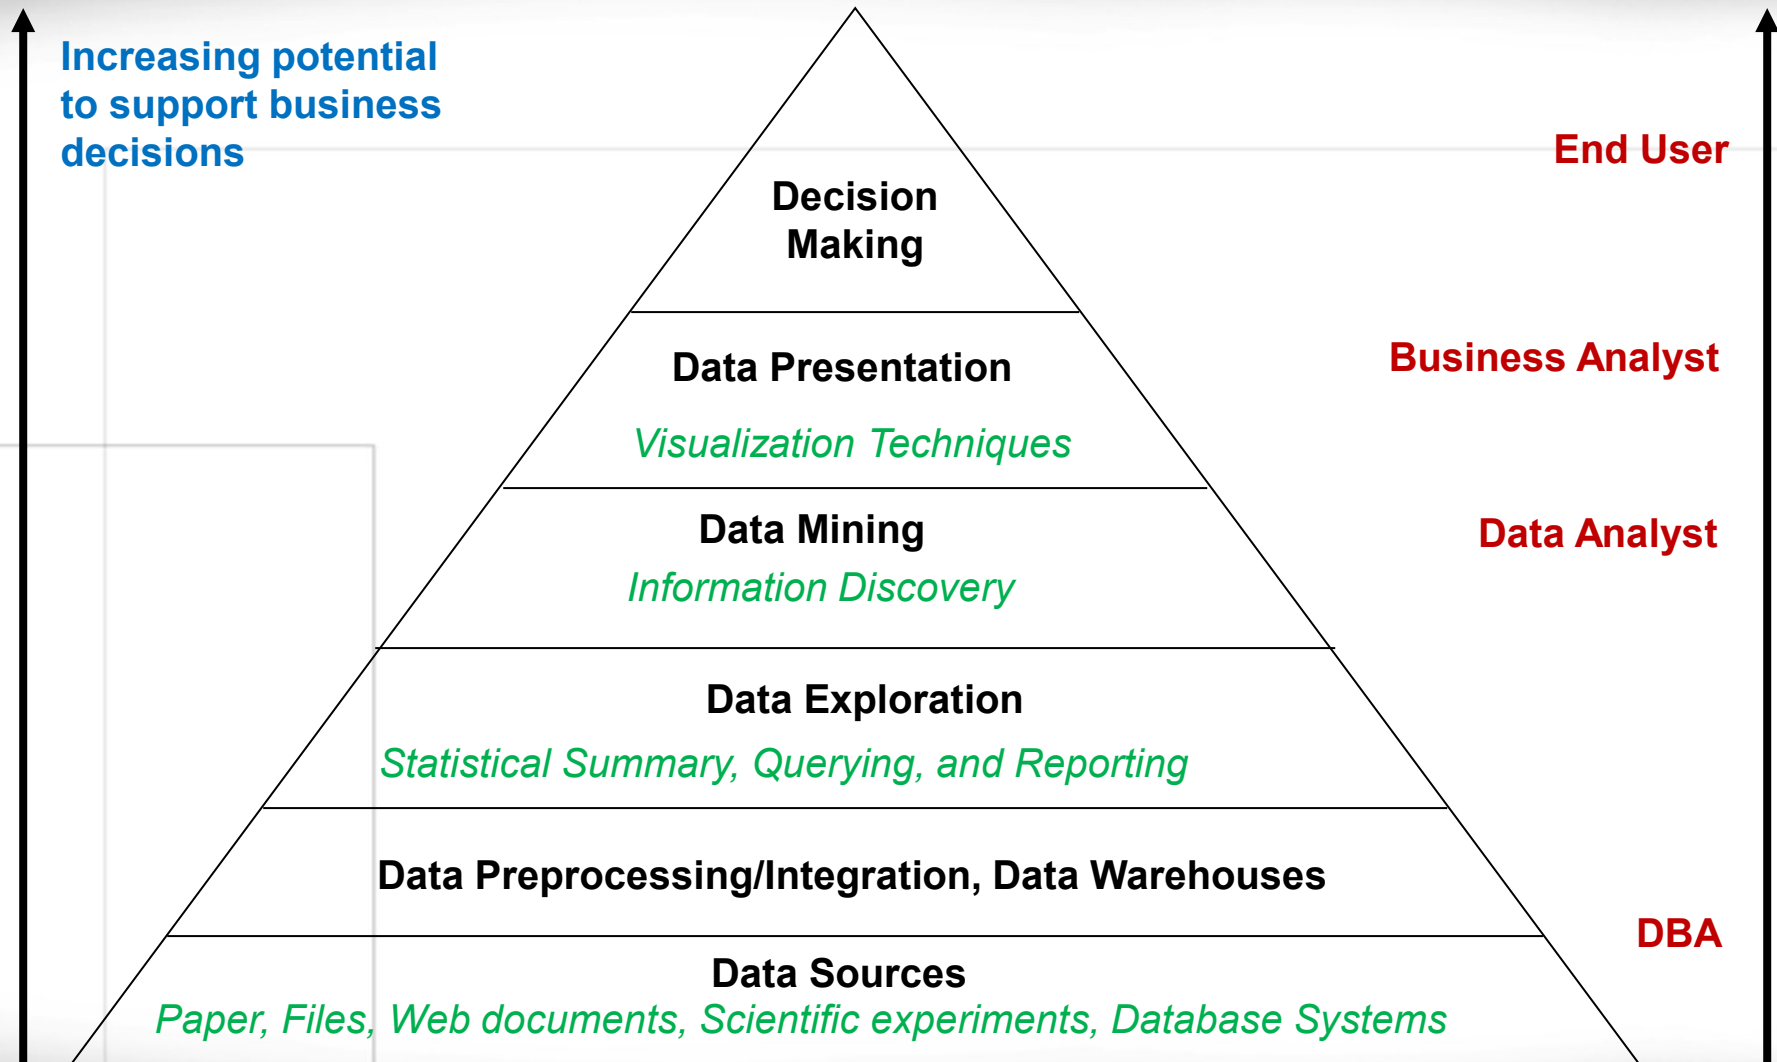 Increasing potential
to support business
decisions
End User
Decision
Making
Data Presentation
Business Analyst
Visualization Techniques
Data Mining
Data Analyst
Information Discovery
Data Exploration
Statistical Summary, Querying, and Reporting
Data Preprocessing/Integration, Data Warehouses
DBA
Data Sources
Paper, Files, Web documents, Scientific experiments, Database Systems